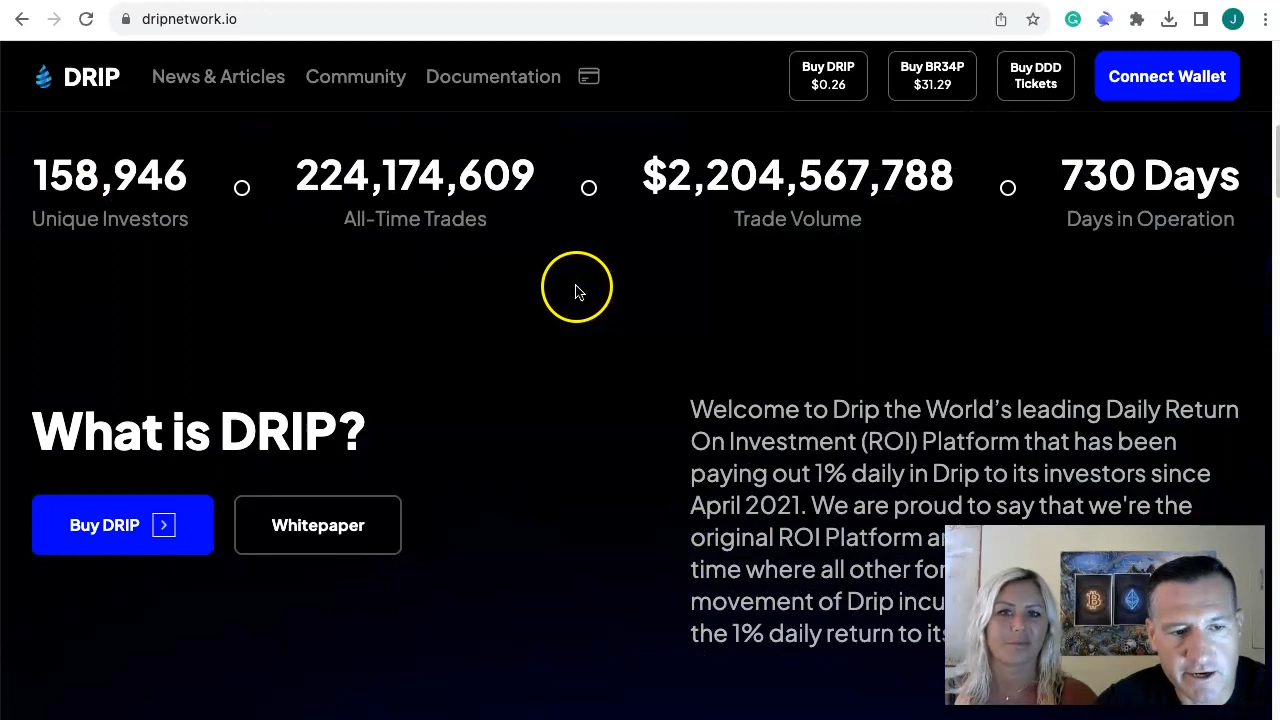 dripnetwork.io
J
DRIP
News & Articles
Community
Documentation
Buy DRIP
$0.26
Buy BR34P
$31.29
Buy DDD
Tickets
Connect Wallet
158,946
Unique Investors
224,174,609
All-Time Trades
$2,204,567,788
Trade Volume
730 Days
Days in Operation
What is DRIP?
Buy DRIP
Whitepaper
Welcome to Drip the World’s leading Daily Return
On Investment (ROI) Platform that has been
paying out 1% daily in Drip to its investors since
April 2021. We are proud to say that we're the
original ROI Platform
time where all other
movement of Drip
the 1% daily return to